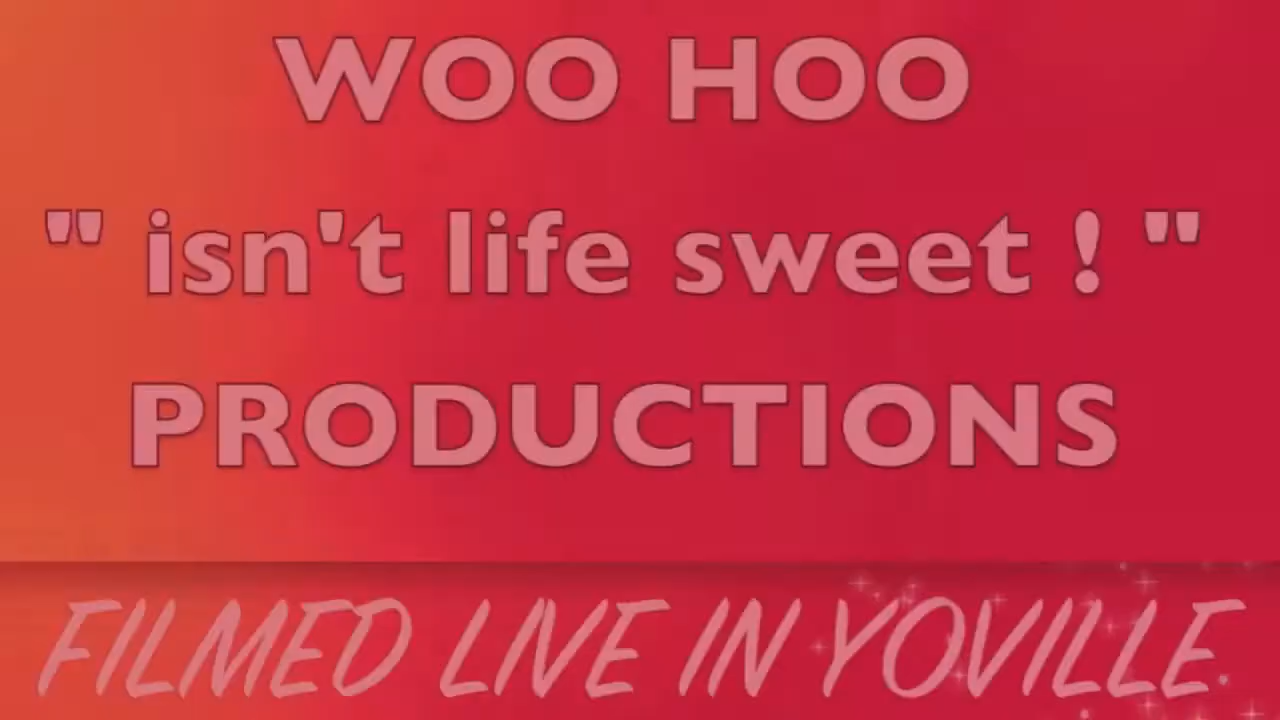 WOO HOO
" isn't life sweet ! "
PRODUCTIONS
FILMED LIVE IN YOVILLE.